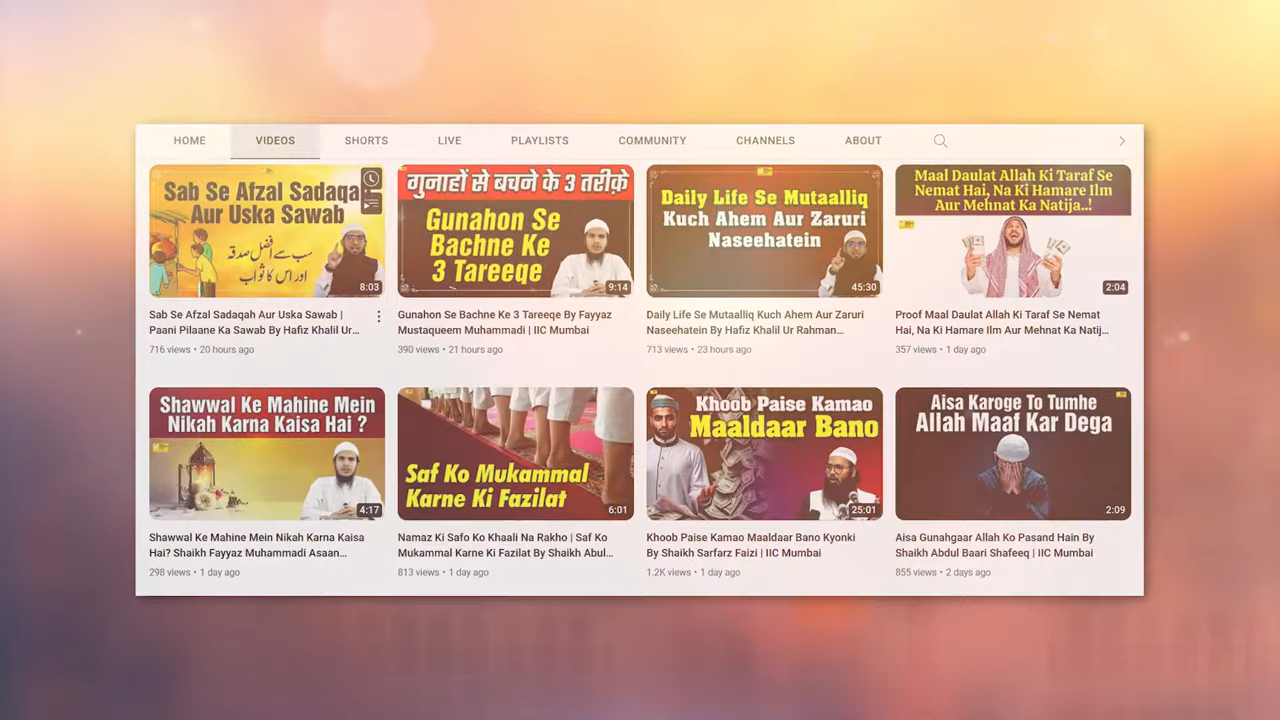 HOME VIDEOS SHORTS LIVE PLAYLISTS COMMUNITY CHANNELS ABOUT
Sab Se Afzal Sadaqa
Aur Uska Sawab
سب سے افضل صدقہ
اور اس کا ثواب
8:03
Sab Se Afzal Sadaqah Aur Uska Sawab |
Paani Pilaane Ka Sawab By Hafiz Khalil Ur...
716 views • 20 hours ago
गुनाहों से बचने के 3 तरीक़े
Gunahon Se
Bachne Ke
3 Tareeqe
9:14
Gunahon Se Bachne Ke 3 Tareeqe By Fayyaz
Mustaqueem Muhammadi | IIC Mumbai
390 views • 21 hours ago
Daily Life Se Mutaalliq
Kuch Ahem Aur Zaruri
Naseehatein
45:30
Daily Life Se Mutaalliq Kuch Ahem Aur Zaruri
Naseehatein By Hafiz Khalil Ur Rahman...
713 views • 23 hours ago
Maal Daulat Allah Ki Taraf Se
Nemat Hai, Na Ki Hamare Ilm
Aur Mehnat Ka Natija..!
2:04
Proof Maal Daulat Allah Ki Taraf Se Nemat
Hai, Na Ki Hamare Ilm Aur Mehnat Ka Natij...
357 views • 1 day ago
Shawwal Ke Mahine Mein
Nikah Karna Kaisa Hai ?
4:17
Shawwal Ke Mahine Mein Nikah Karna Kaisa
Hai? Shaikh Fayyaz Muhammadi Asaan...
298 views • 1 day ago
Saf Ko Mukammal
Karne Ki Fazilat
6:01
Namaz Ki Safo Ko Khaali Na Rakho | Saf Ko
Mukammal Karne Ki Fazilat By Shaikh Abul...
813 views • 1 day ago
Khoob Paise Kamao
Maaldaar Bano
25:01
Khoob Paise Kamao Maaldaar Bano Kyonki
By Shaikh Sarfarz Faizi | IIC Mumbai
1.2K views • 1 day ago
Aisa Karoge To Tumhe
Allah Maaf Kar Dega
2:09
Aisa Gunahgaar Allah Ko Pasand Hain By
Shaikh Abdul Baari Shafeeq | IIC Mumbai
855 views • 2 days ago